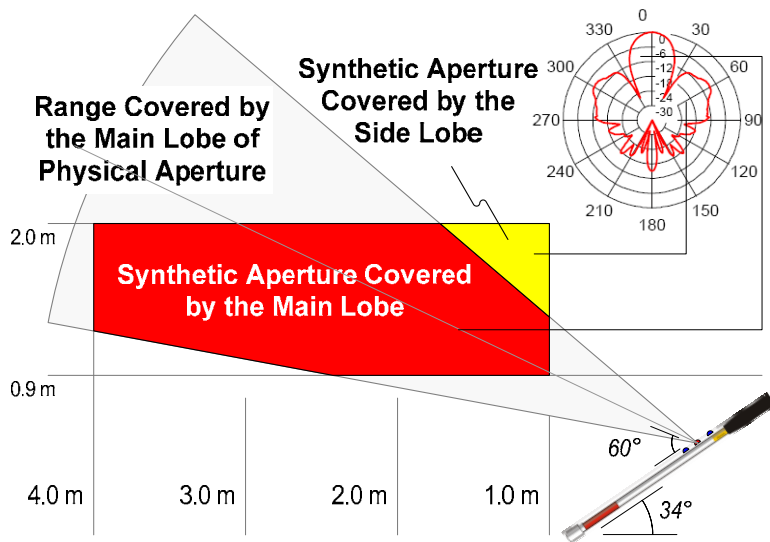 0
330
30
-0
-6
300
-12
60
-18
-24
-30
270
90
240
120
210
150
180
Synthetic Aperture
Covered by the
Side Lobe
Range Covered by
the Main Lobe of
Physical Aperture
2.0 m
Synthetic Aperture Covered
by the Main Lobe
0.9 m
60°
4.0 m
3.0 m
2.0 m
1.0 m
34°